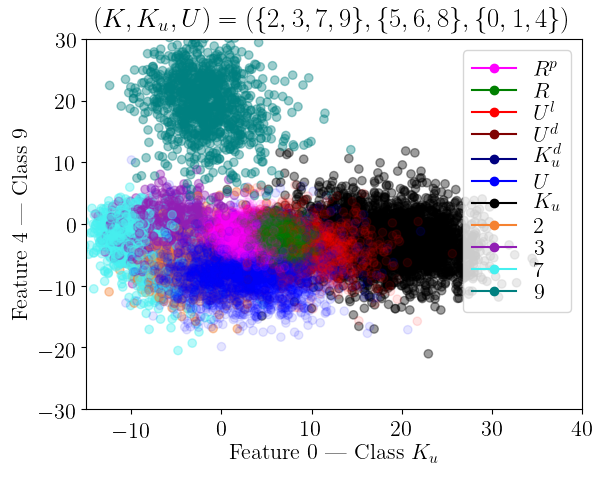 (K, K_u, U) = ({2, 3, 7, 9}, {5, 6, 8}, {0, 1, 4})
30
20
10
0
−10
−20
−30
Feature 4 — Class 9
R^p
R
U^l
U^d
K_u^d
U
K_u
2
3
7
9
−10 0 10 20 30 40
Feature 0 — Class K_u